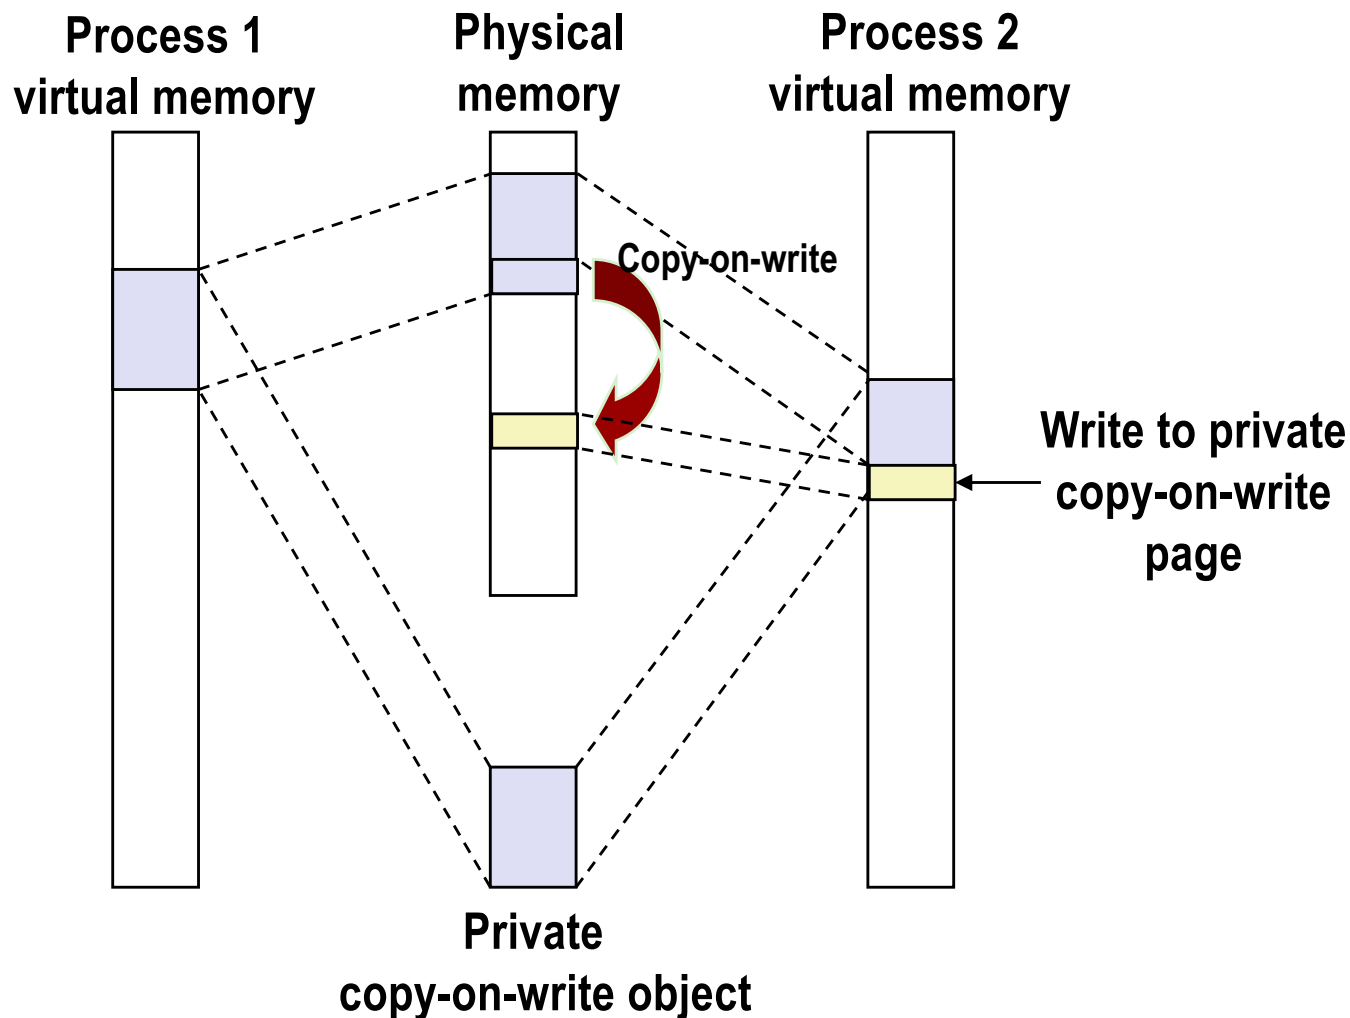 Process 1
virtual memory
Physical
memory
Process 2
virtual memory
Copy-on-write
Write to private
copy-on-write
page
Private
copy-on-write object